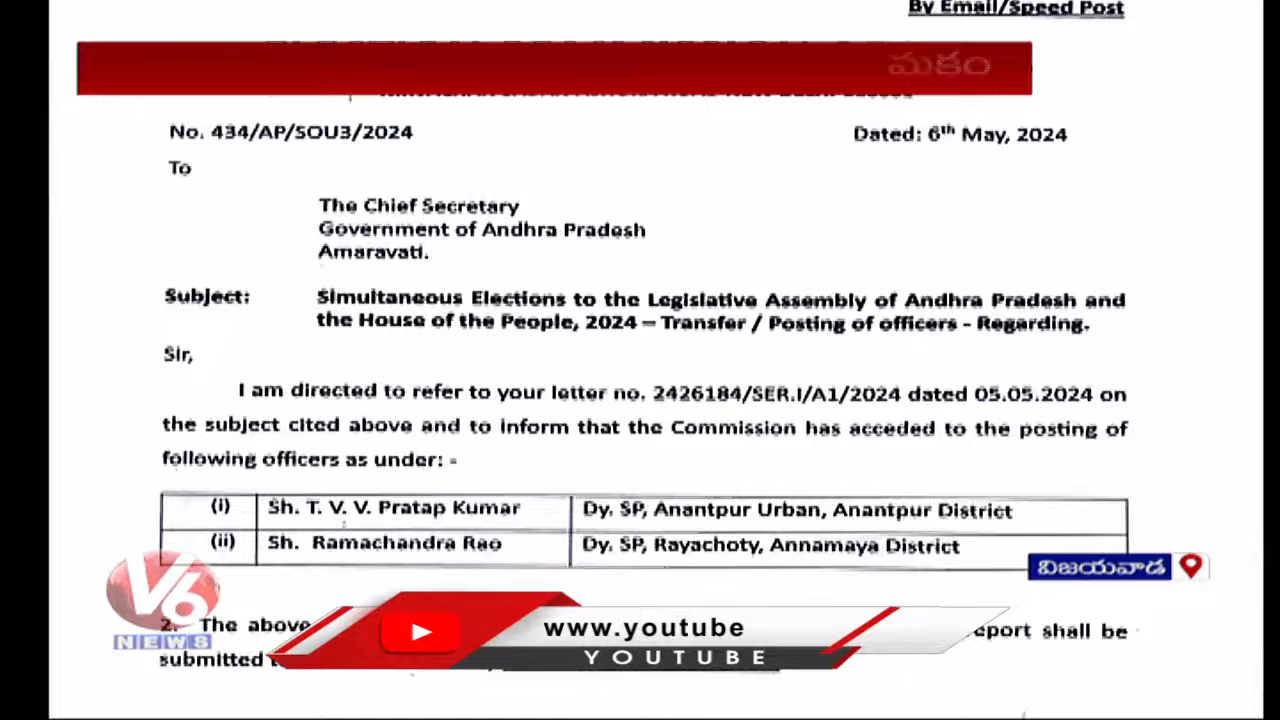 By Email/Speed Post
మకం
No. 434/AP/SOU3/2024
Dated: 6th May, 2024
To
The Chief Secretary
Government of Andhra Pradesh
Amaravati.
Subject: Simultaneous Elections to the Legislative Assembly of Andhra Pradesh and
the House of the People, 2024 – Transfer / Posting of officers - Regarding.
Sir,
I am directed to refer to your letter no. 2426184/SER.I/A1/2024 dated 05.05.2024 on
the subject cited above and to inform that the Commission has acceded to the posting of
following officers as under: -
(i) Sh. T. V. V. Pratap Kumar Dy. SP, Anantpur Urban, Anantpur District
(ii) Sh. Ramachandra Rao Dy. SP, Rayachoty, Annamaya District
విజయవాడ
V6
NEWS
2. The above
eport shall be
submitted
www.youtube
YOUTUBE